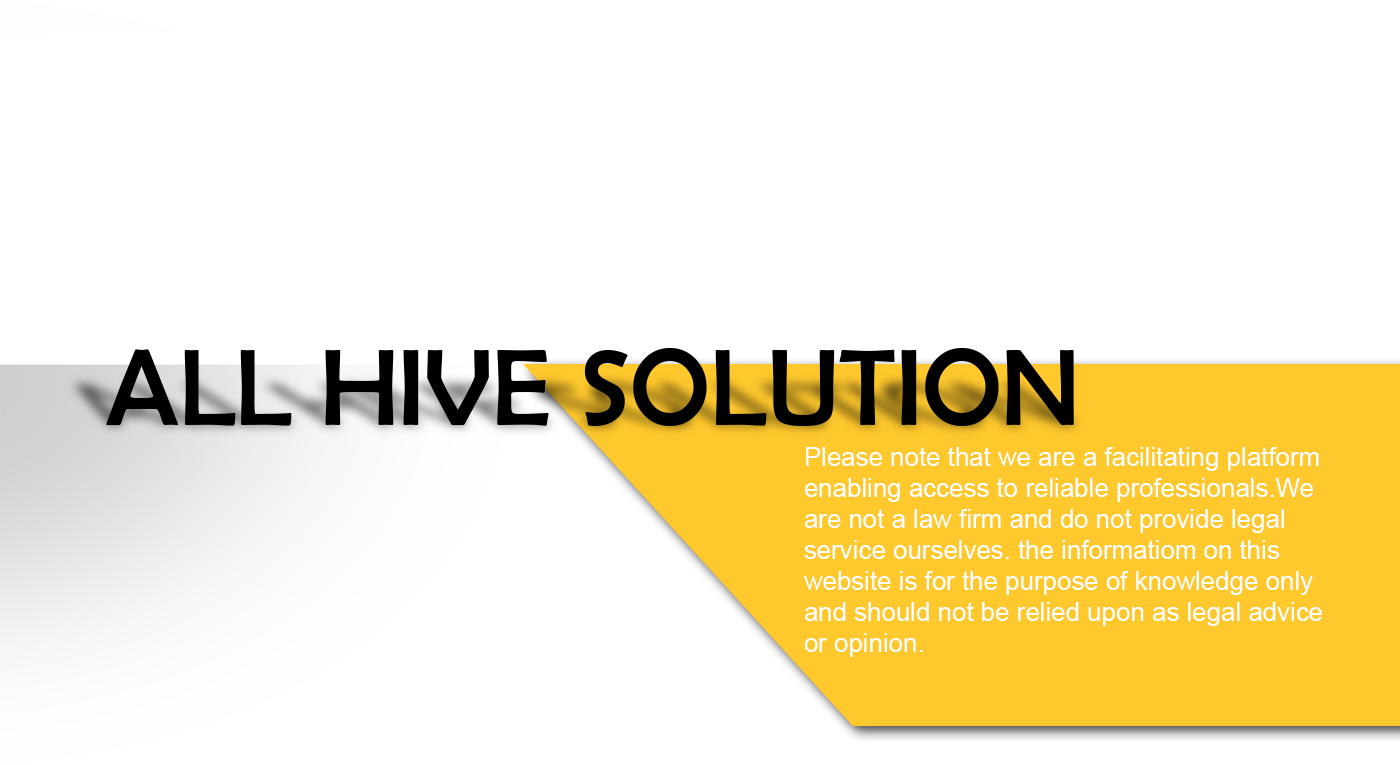 ALL HIVE SOLUTION
Please note that we are a facilitating platform
enabling access to reliable professionals.We
are not a law firm and do not provide legal
service ourselves. the informatiom on this
website is for the purpose of knowledge only
and should not be relied upon as legal advice
or opinion.